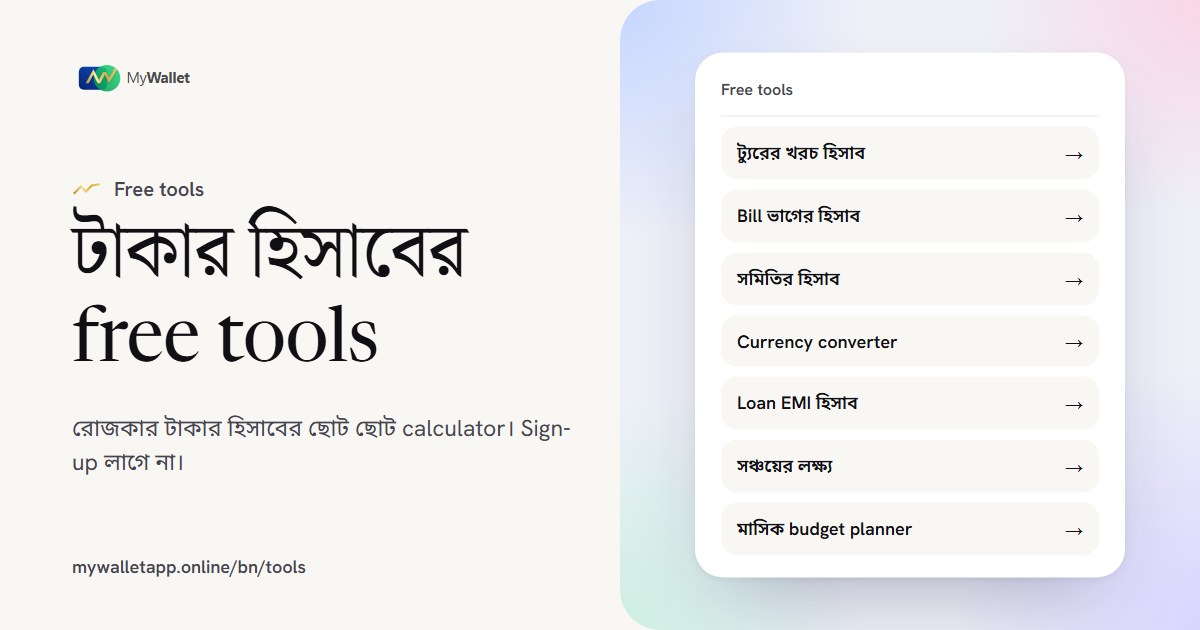 MyWallet
Free tools
টাকার হিসাবের
free tools
রোজকার টাকার হিসাবের ছোট ছোট calculator। Sign-
up লাগে না।
mywalletapp.online/bn/tools
Free tools
ট্যুরের খরচ হিসাব →
Bill ভাগের হিসাব →
সমিতির হিসাব →
Currency converter →
Loan EMI হিসাব →
সঞ্চয়ের লক্ষ্য →
মাসিক budget planner →